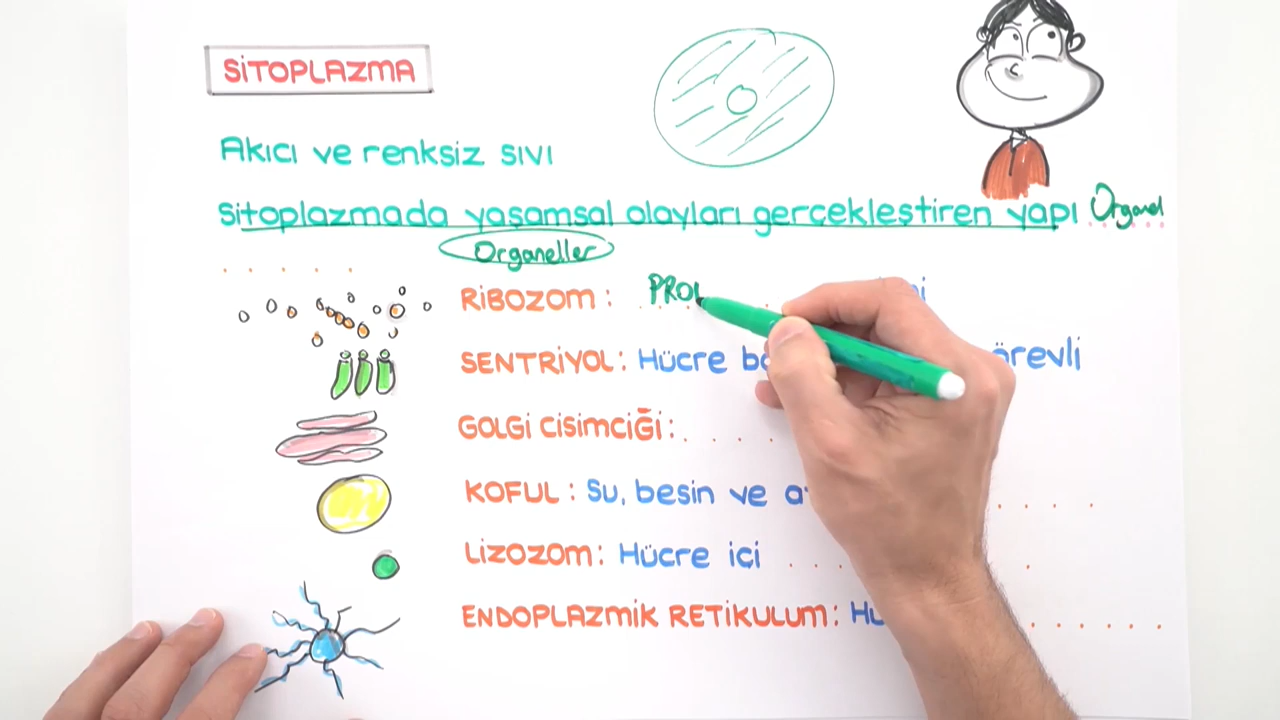 SİTOPLAZMA
Akıcı ve renksiz sıvı
Sitoplazmada yaşamsal olayları gerçekleştiren yapı Organel
Organeller
RİBOZOM :
SENTRİYOL : Hücre
GOLGİ CİSİMCİĞİ :
KOFUL : Su, besin ve
LİZOZOM : Hücre içi
ENDOPLAZMİK RETİKULUM :